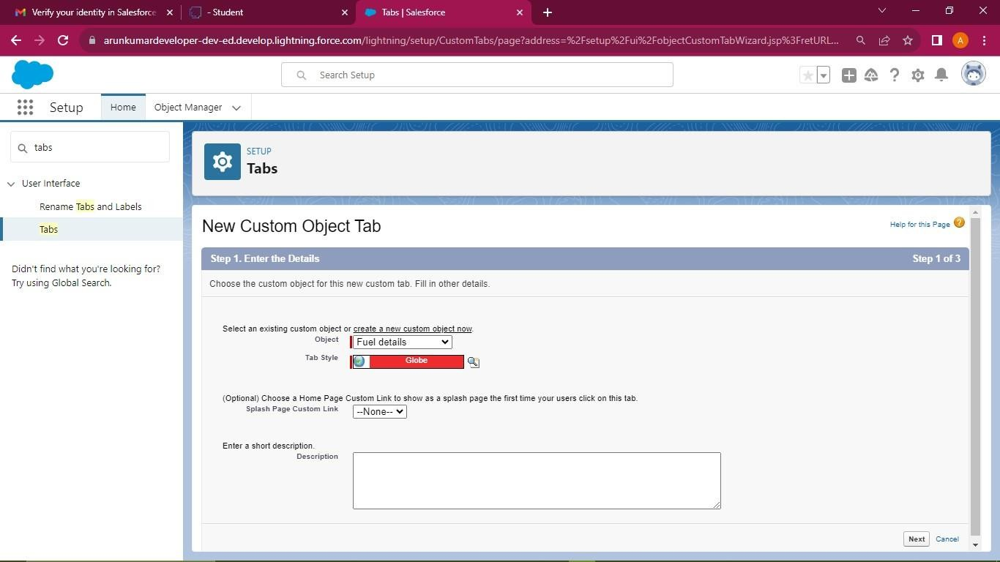 Verify your identity in Salesforce
- Student
Tabs | Salesforce
arunkumardeveloper-dev-ed.develop.lightning.force.com/lightning/setup/CustomTabs/page?address=%2Fsetup%2Fui%2FobjectCustomTabWizard.jsp%3FretURL...
A
Search Setup
Setup
Home
Object Manager
tabs
User Interface
Rename Tabs and Labels
Tabs
Didn't find what you're looking for?
Try using Global Search.
SETUP
Tabs
New Custom Object Tab
Help for this Page
Step 1. Enter the Details
Step 1 of 3
Choose the custom object for this new custom tab. Fill in other details.
Select an existing custom object or create a new custom object now.
Object
Fuel details
Tab Style
Globe
(Optional) Choose a Home Page Custom Link to show as a splash page the first time your users click on this tab.
Splash Page Custom Link
--None--
Enter a short description.
Description
Next
Cancel